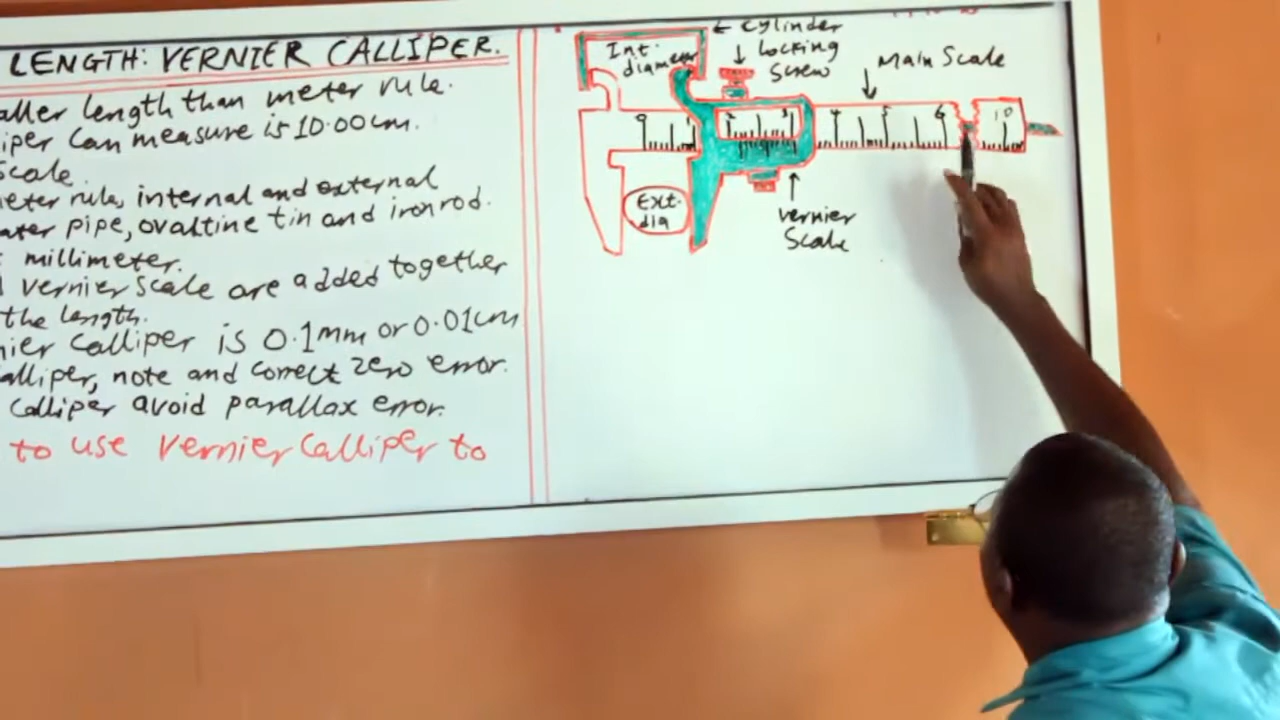 LENGTH: VERNIER CALLIPER.
aller length than meter rule.
iper can measure is 10.00cm.
Scale.
eter rule, internal and external
ater pipe, ovaltine tin and iron rod.
millimeter.
vernier scale are added together
the length.
nier calliper is 0.1mm or 0.01cm
alliper, note and correct zero error.
calliper avoid parallax error.
to use vernier calliper to
cylinder
Int.
diameter
locking
screw
Main Scale
0 1 2 3 4 5 6 10
Ext.
dia
vernier
Scale